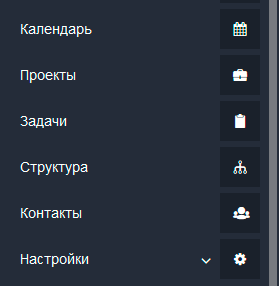 Календарь
Проекты
Задачи
Структура
Контакты
Настройки